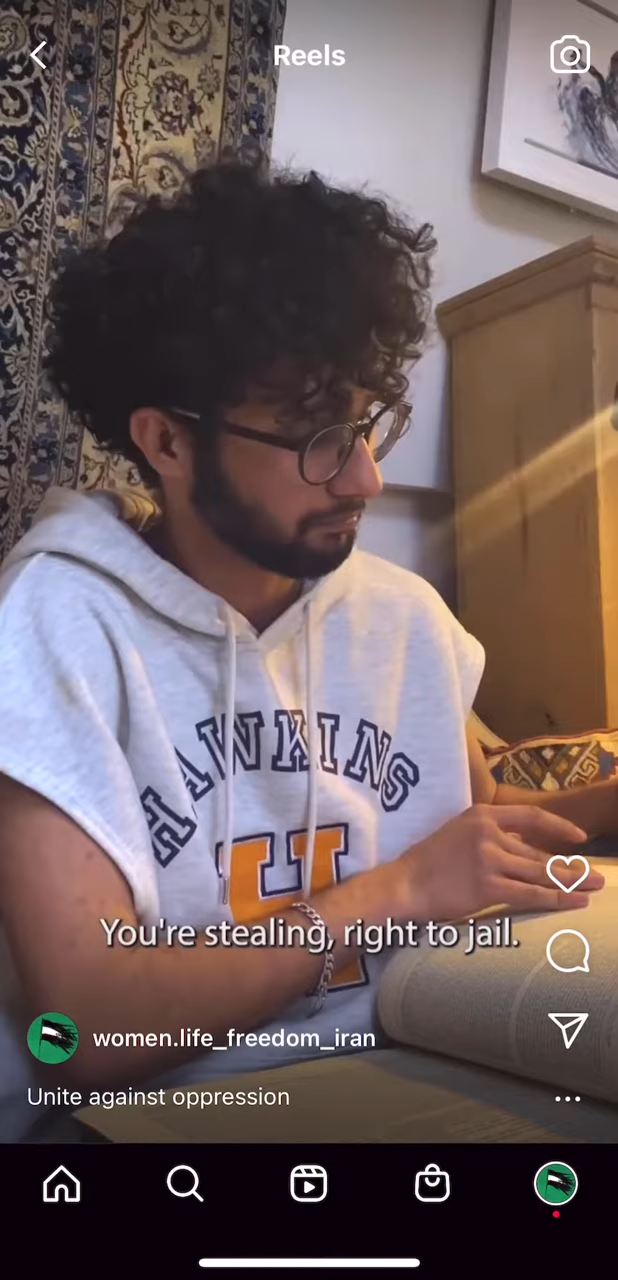 Reels
HAWKINS
H
You're stealing, right to jail.
women.life_freedom_iran
Unite against oppression